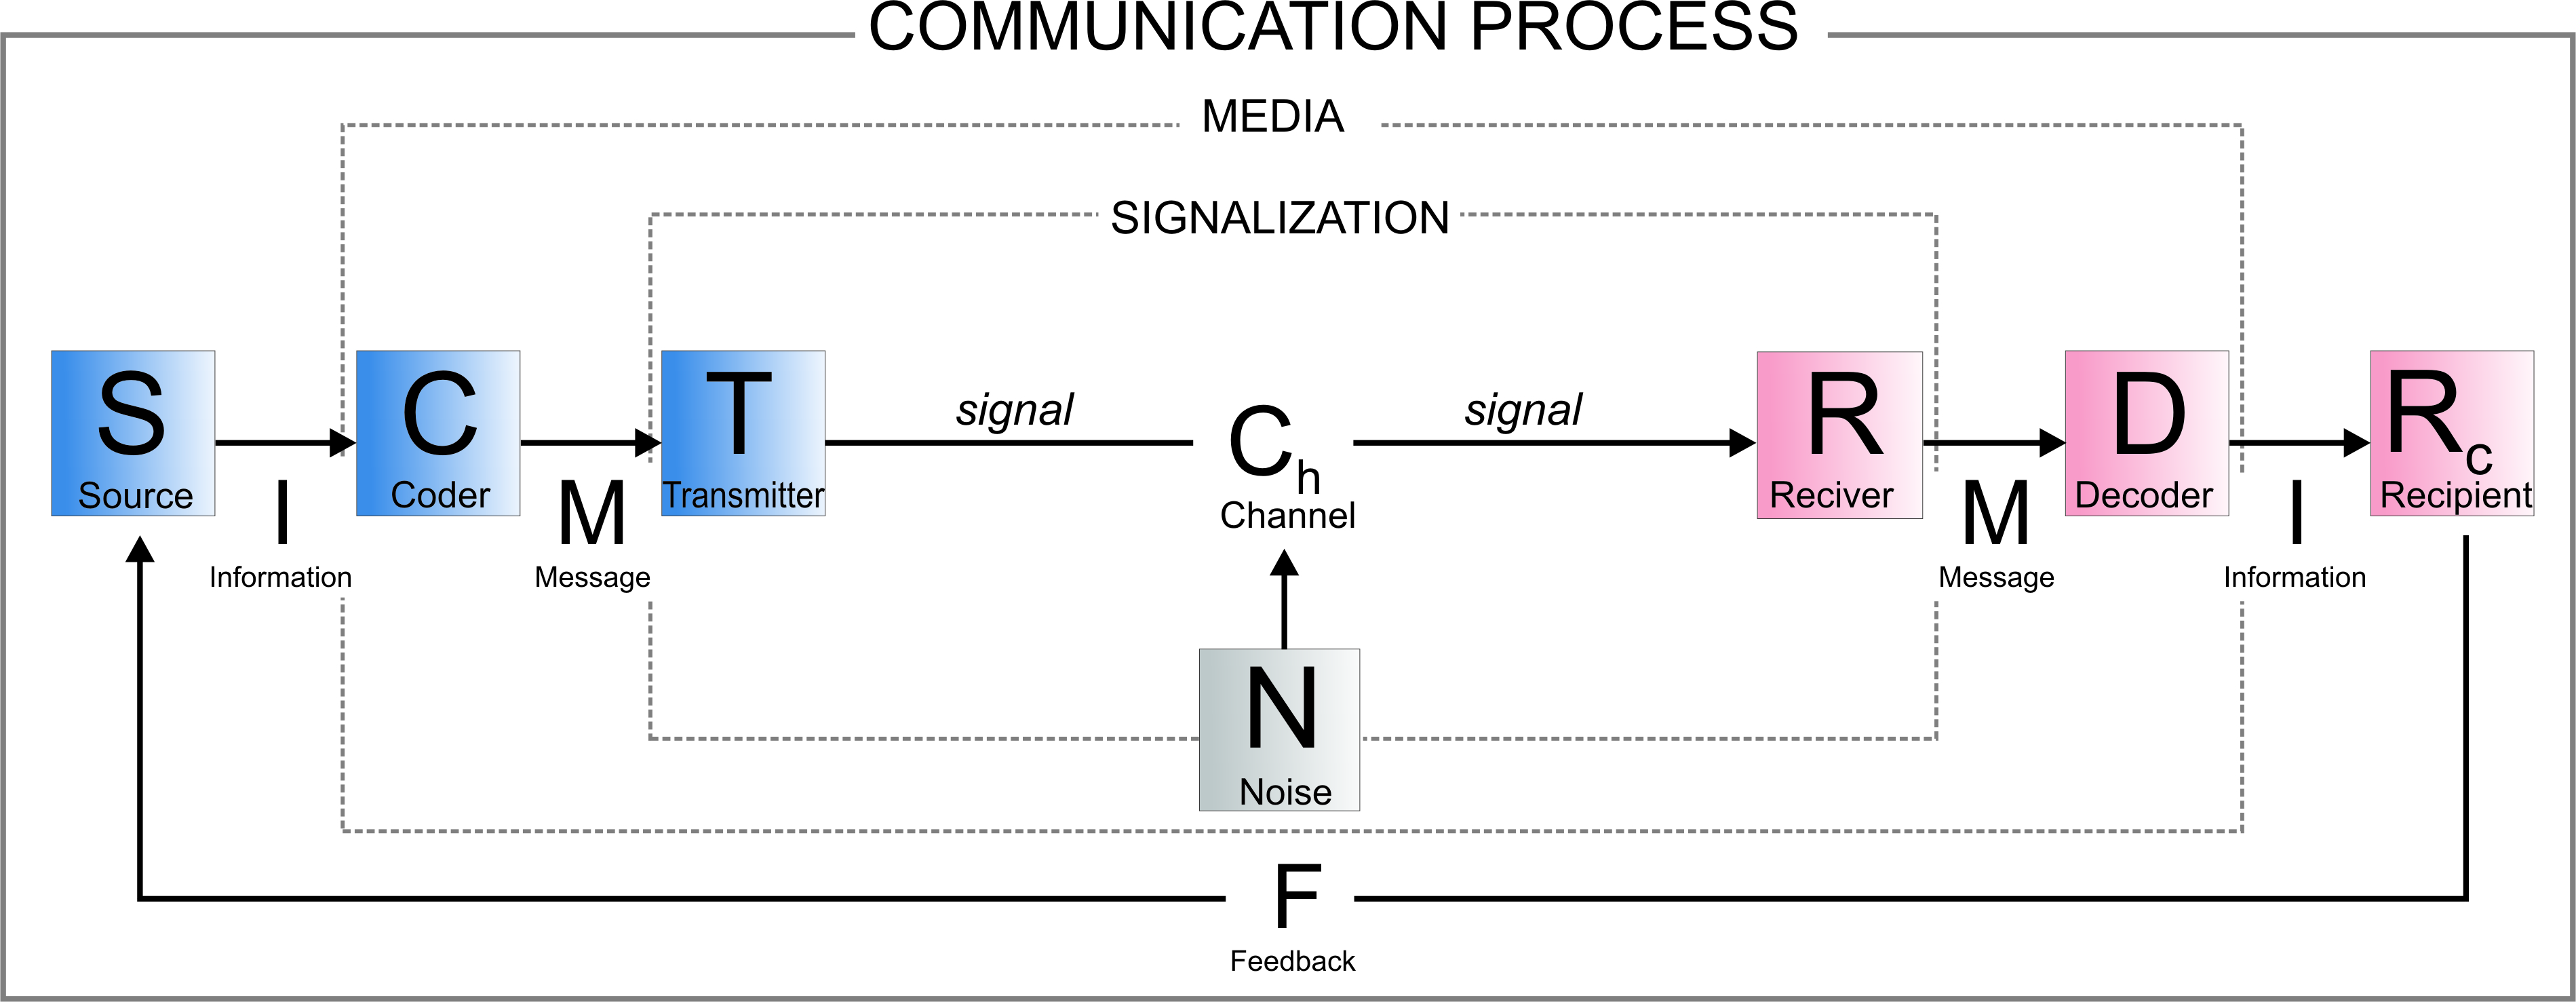 COMMUNICATION PROCESS
MEDIA
SIGNALIZATION
S
Source
I
Information
C
Coder
M
Message
T
Transmitter
signal
Ch
Channel
signal
R
Reciver
M
Message
D
Decoder
I
Information
Rc
Recipient
N
Noise
F
Feedback